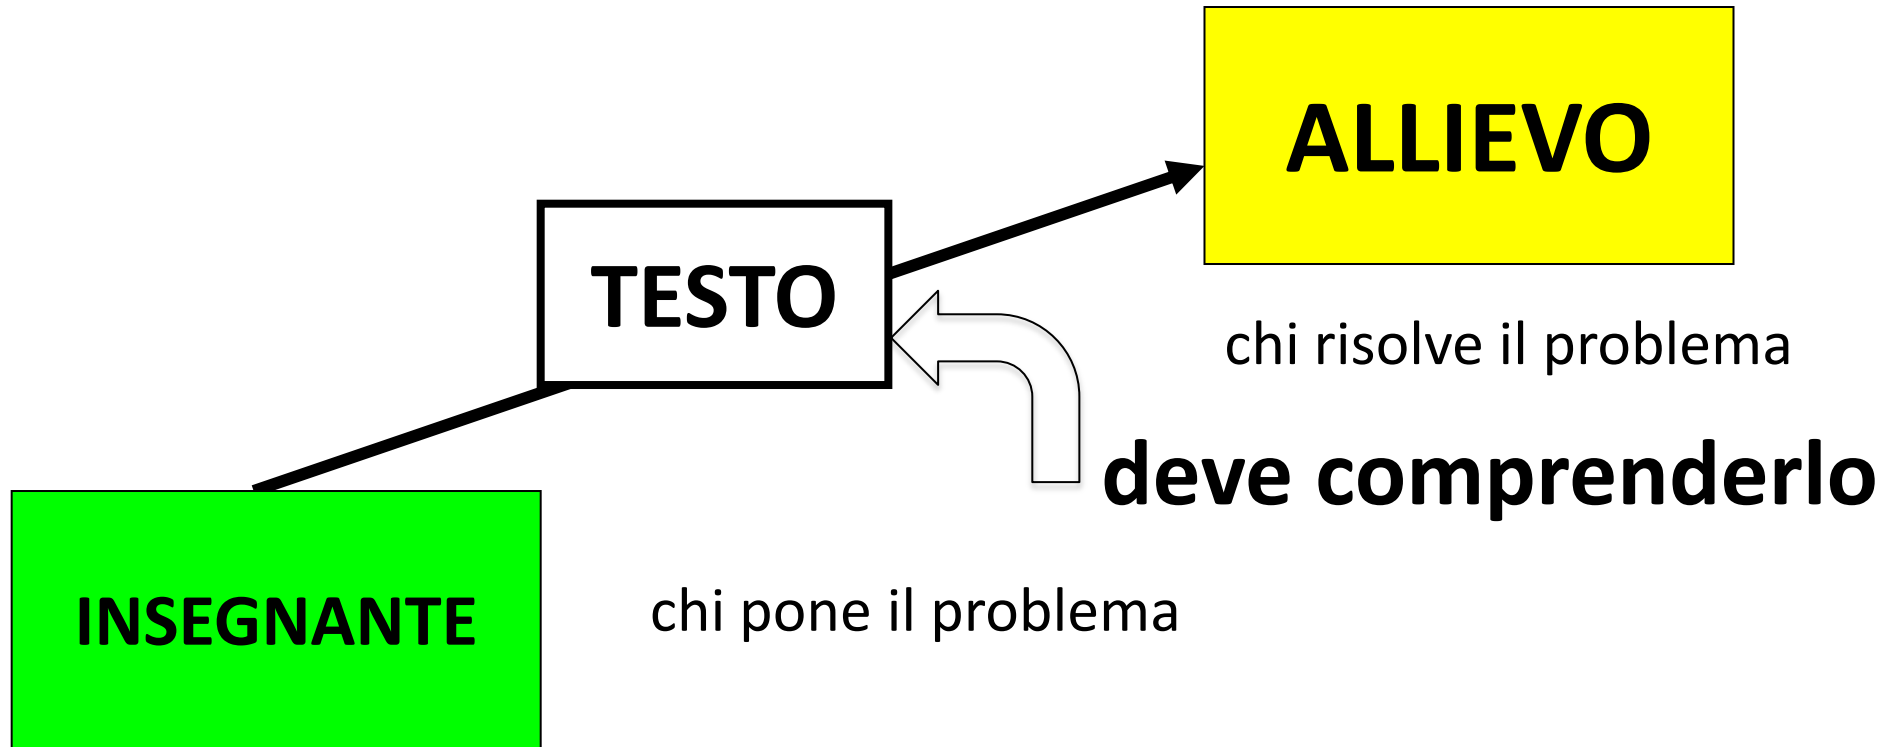 ALLIEVO
TESTO
chi risolve il problema
deve comprenderlo
INSEGNANTE
chi pone il problema